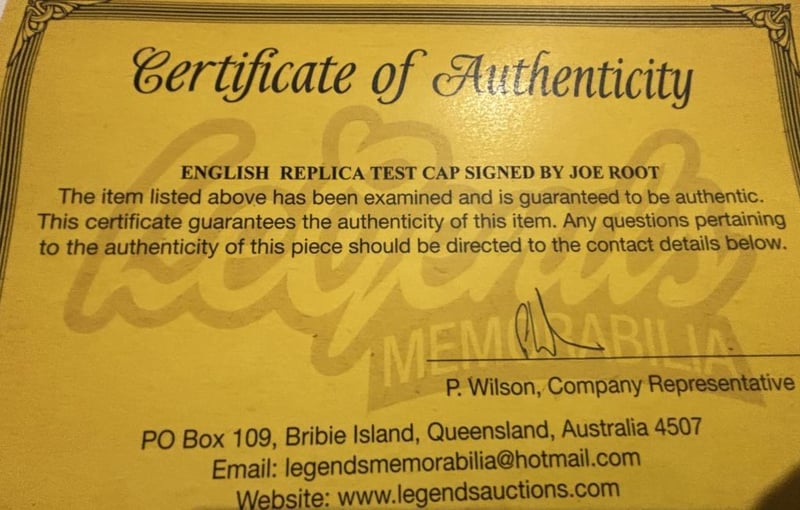 Certificate of Authenticity
ENGLISH REPLICA TEST CAP SIGNED BY JOE ROOT
The item listed above has been examined and is guaranteed to be authentic.
This certificate guarantees the authenticity of this item. Any questions pertaining
to the authenticity of this piece should be directed to the contact details below.
Legends
MEMORABILIA
P. Wilson, Company Representative
PO Box 109, Bribie Island, Queensland, Australia 4507
Email: legendsmemorabilia@hotmail.com
Website: www.legendsauctions.com